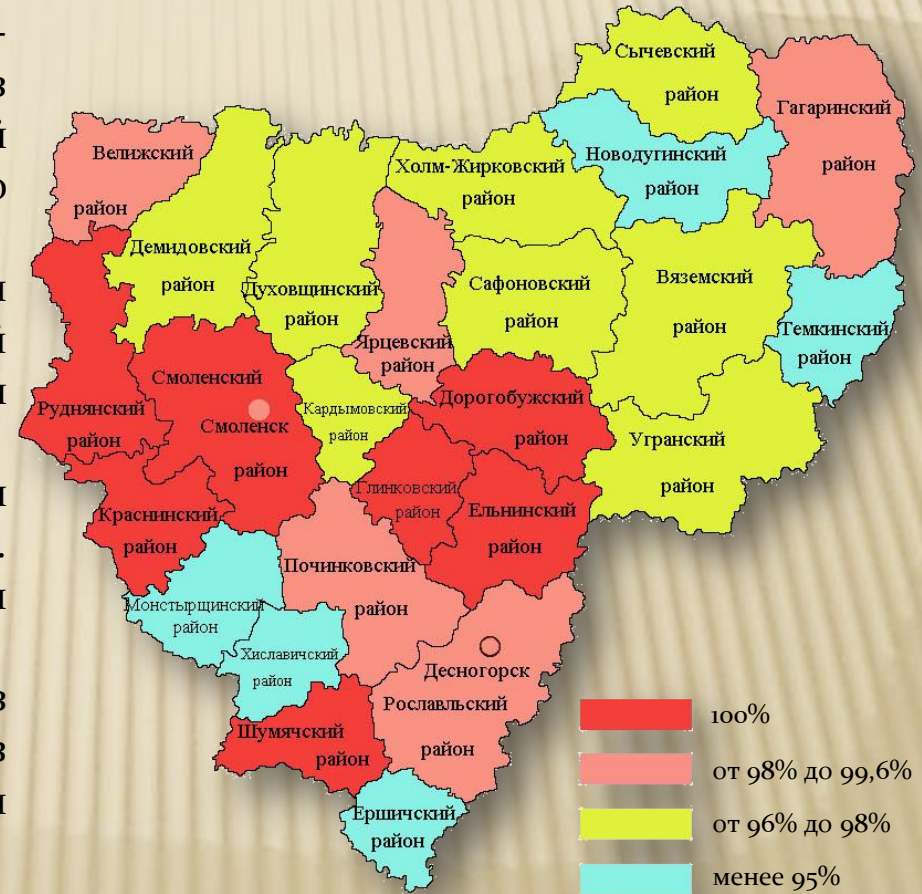 -
з
й
о
и
й
и
и
.
и
з
з
и
Сычевский
район
Гагаринский
район
Велижский
район
Холм-Жирковский
район
Новодугинский
район
Демидовский
район
Духовщинский
район
Ярцевский
район
Сафоновский
район
Вяземский
район
Темкинский
район
Смоленский
Смоленск
район
Руднянский
район
Кардымовский
район
Дорогобужский
район
Угранский
район
Краснинский
район
Глинковский
район
Ельнинский
район
Починковский
район
Монстырщинский
район
Хиславичский
район
Десногорск
Рославльский
район
Шумячский
район
Ершичский
район
100%
от 98% до 99,6%
от 96% до 98%
менее 95%